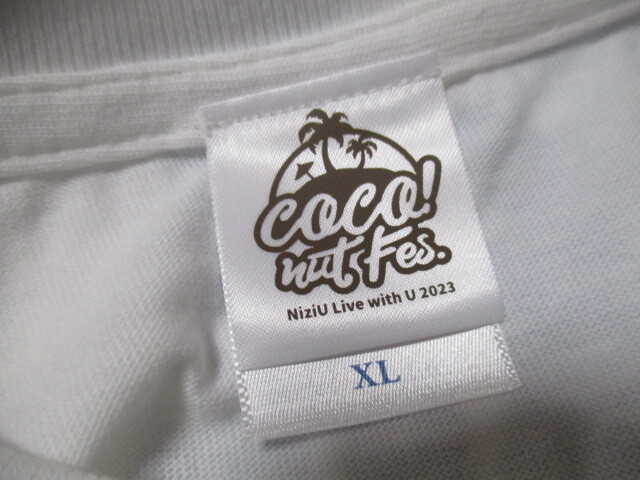 coco!
nut Fes.
NiziU Live with U 2023
XL